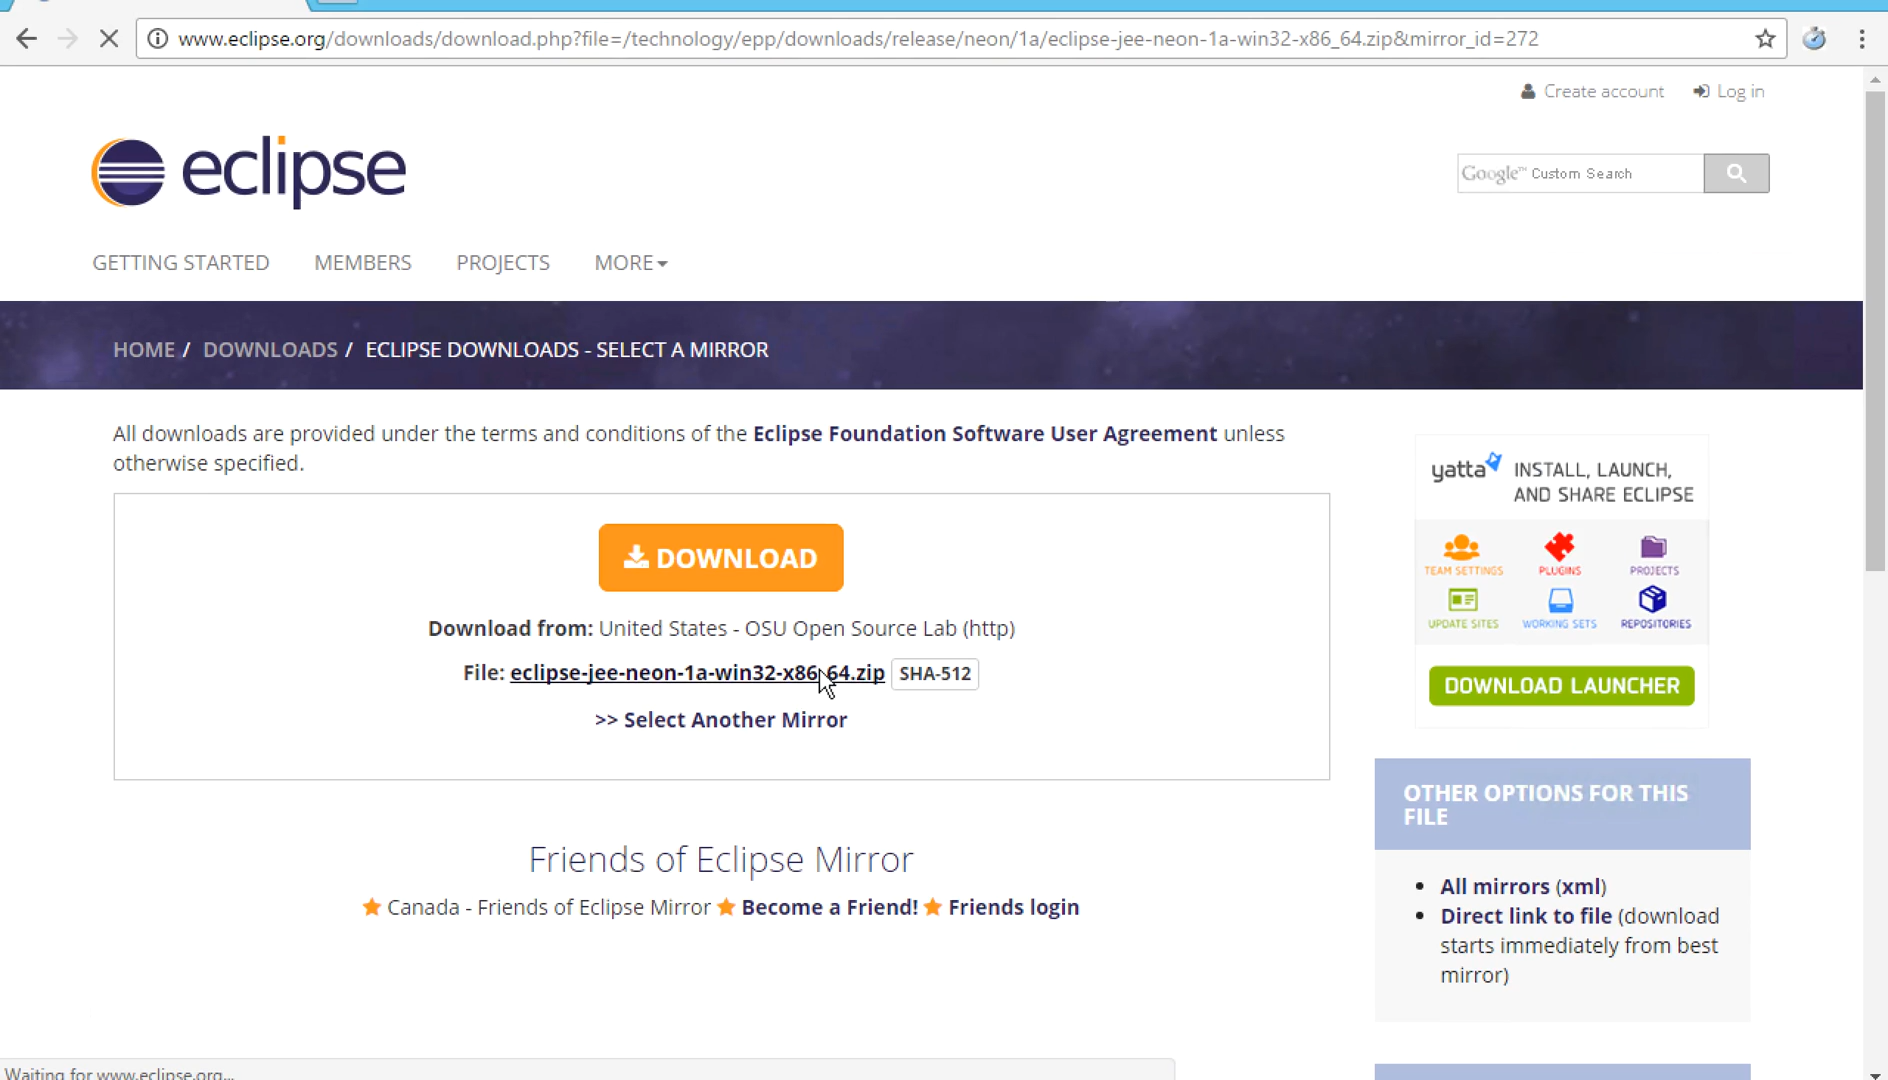 www.eclipse.org/downloads/download.php?file=/technology/epp/downloads/release/neon/1a/eclipse-jee-neon-1a-win32-x86_64.zip&mirror_id=272
Create account Log in
eclipse
Google™ Custom Search
GETTING STARTED MEMBERS PROJECTS MORE
HOME / DOWNLOADS / ECLIPSE DOWNLOADS - SELECT A MIRROR
All downloads are provided under the terms and conditions of the Eclipse Foundation Software User Agreement unless
otherwise specified.
DOWNLOAD
Download from: United States - OSU Open Source Lab (http)
File: eclipse-jee-neon-1a-win32-x86_64.zip SHA-512
>> Select Another Mirror
Friends of Eclipse Mirror
Canada - Friends of Eclipse Mirror Become a Friend! Friends login
yatta INSTALL, LAUNCH,
AND SHARE ECLIPSE
TEAM SETTINGS PLUGINS PROJECTS
UPDATE SITES WORKING SETS REPOSITORIES
DOWNLOAD LAUNCHER
OTHER OPTIONS FOR THIS
FILE
All mirrors (xml)
Direct link to file (download
starts immediately from best
mirror)
Waiting for www.eclipse.org...